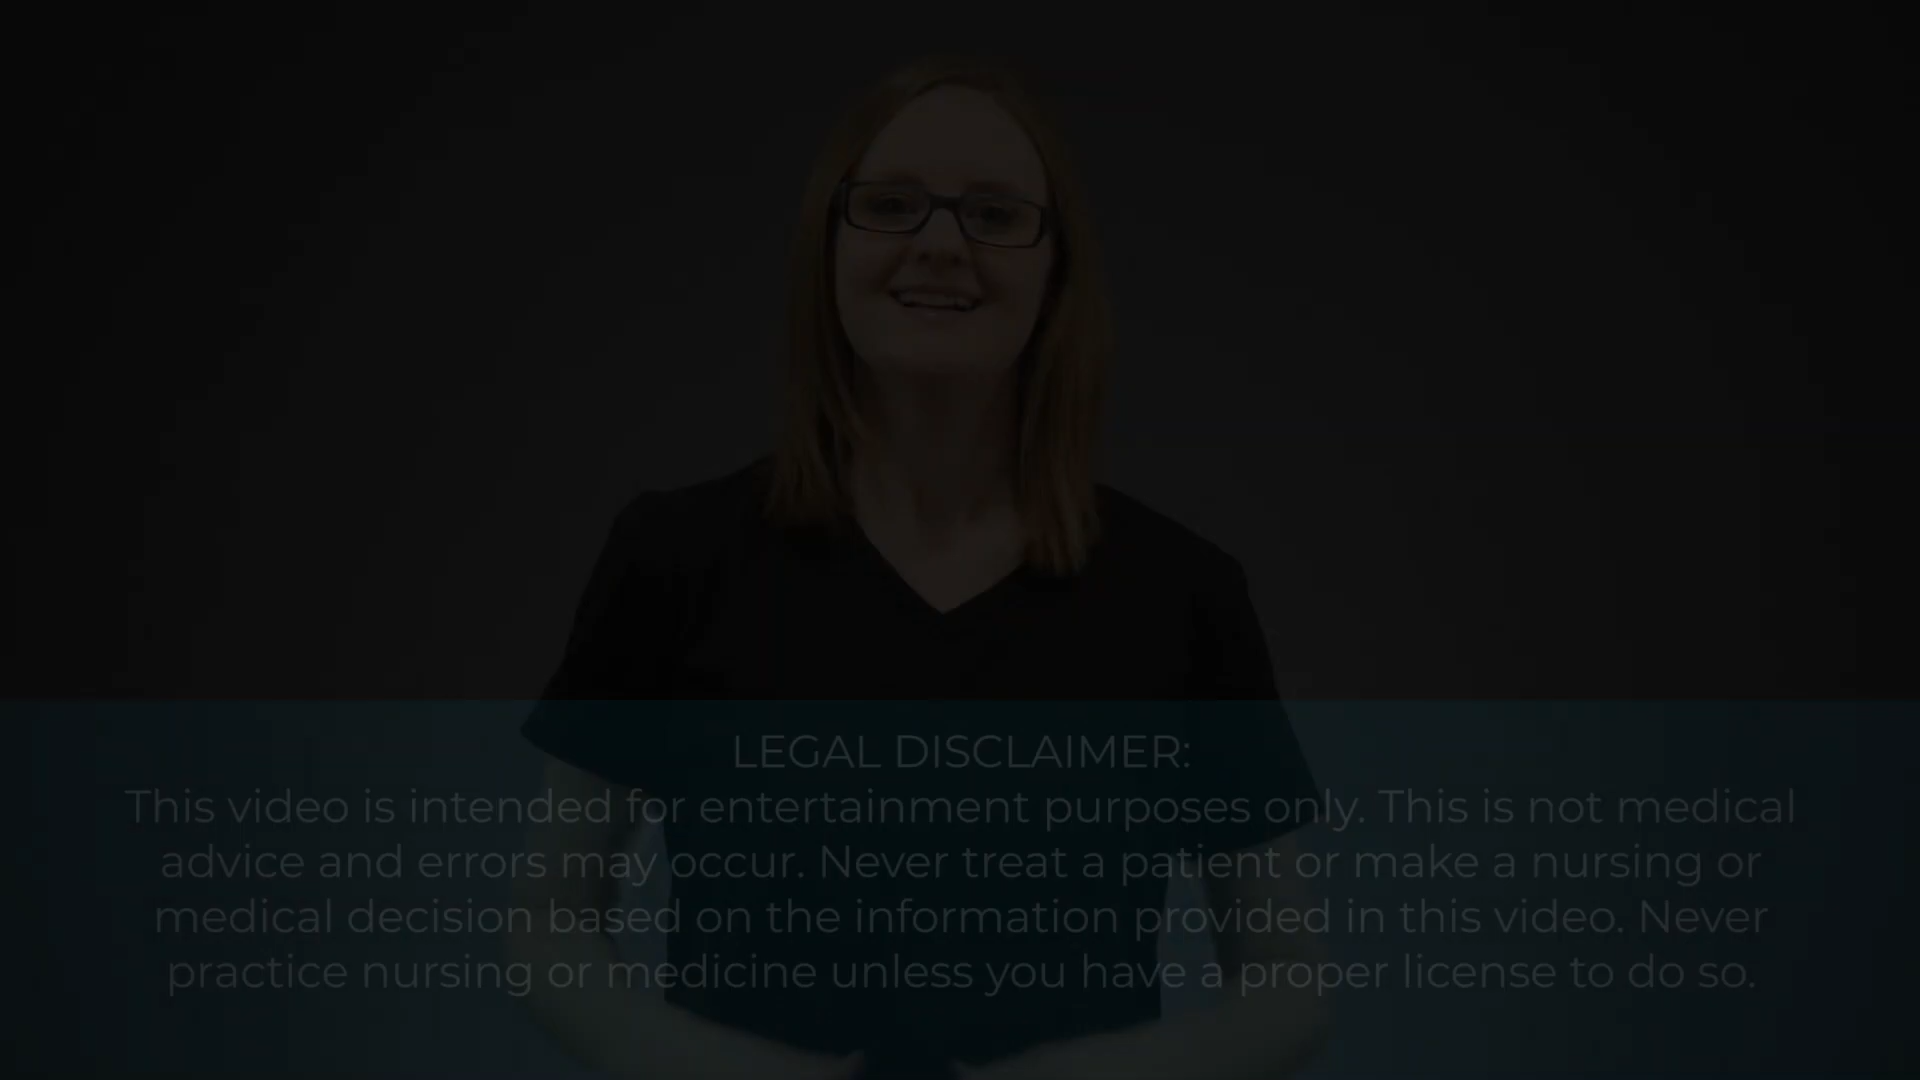 LEGAL DISCLAIMER:
This video is intended for entertainment purposes only. This is not medical
advice and errors may occur. Never treat a patient or make a nursing or
medical decision based on the information provided in this video. Never
practice nursing or medicine unless you have a proper license to do so.